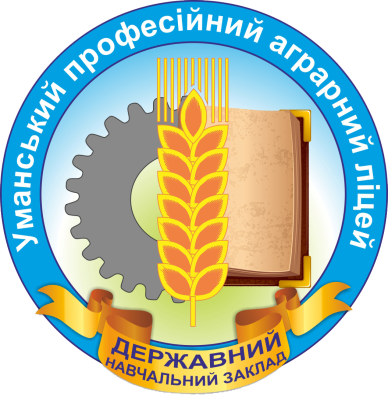 Уманський професійний аграрний ліцей
ДЕРЖАВНИЙ
НАВЧАЛЬНИЙ ЗАКЛАД